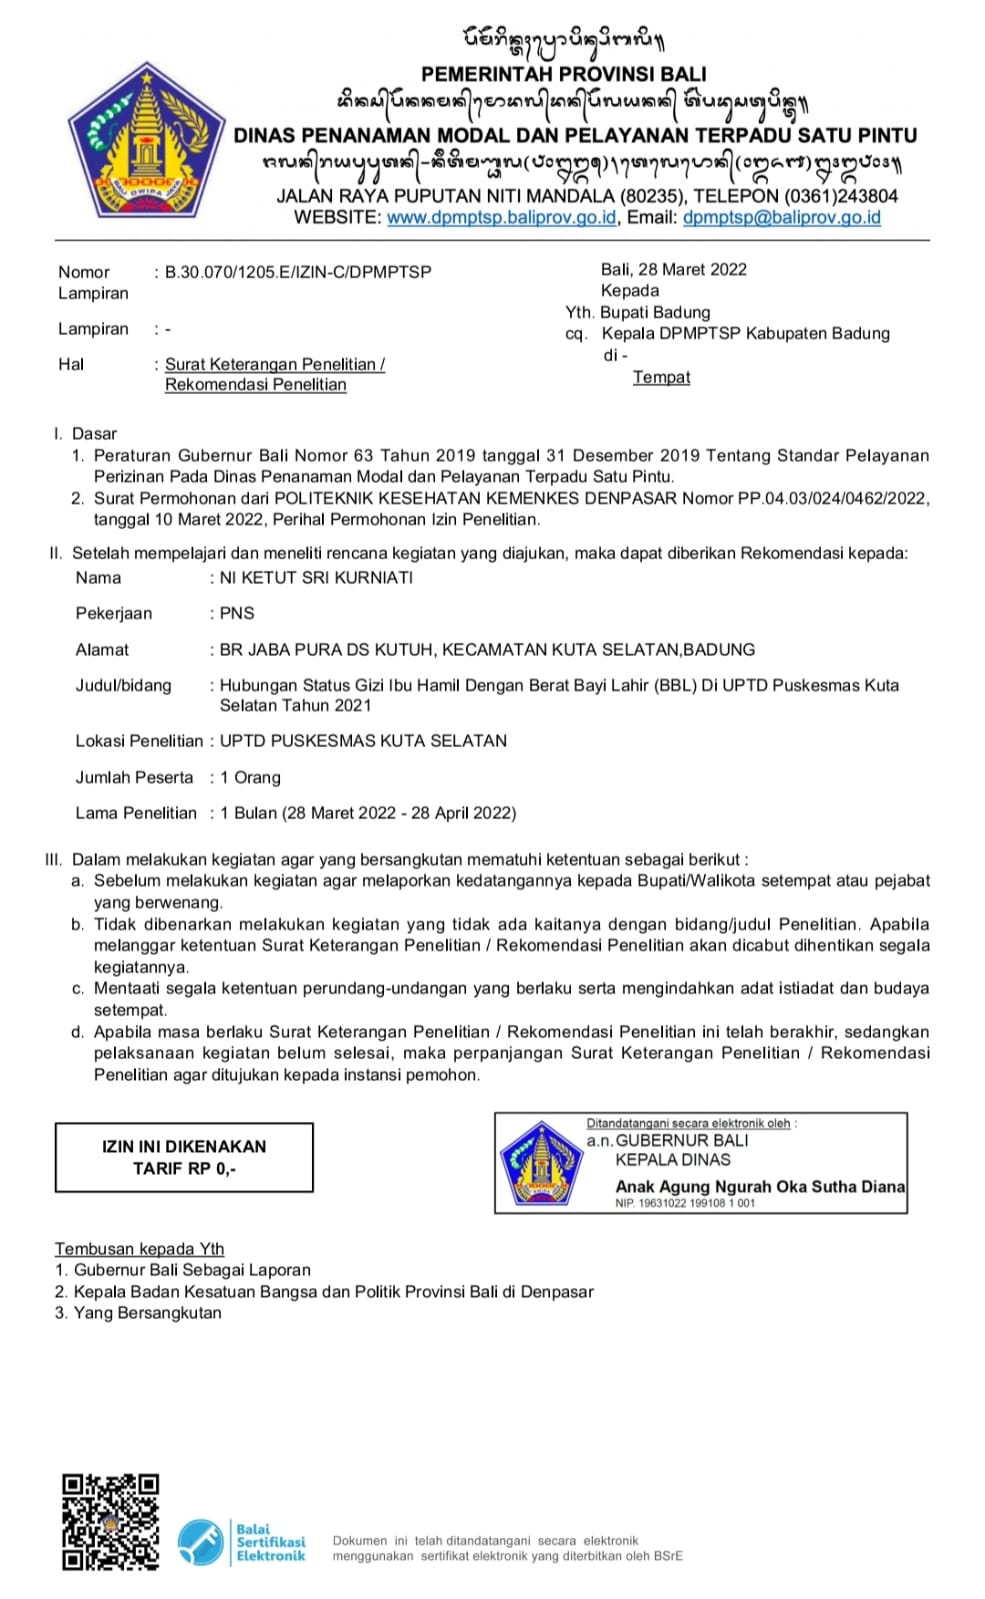 PEMERINTAH PROVINSI BALI
DINAS PENANAMAN MODAL DAN PELAYANAN TERPADU SATU PINTU
JALAN RAYA PUPUTAN NITI MANDALA (80235), TELEPON (0361)243804
WEBSITE: www.dpmptsp.baliprov.go.id, Email: dpmptsp@baliprov.go.id
Nomor : B.30.070/1205.E/IZIN-C/DPMPTSP
Lampiran
Lampiran : -
Hal : Surat Keterangan Penelitian /
Rekomendasi Penelitian
Bali, 28 Maret 2022
Kepada
Yth. Bupati Badung
cq. Kepala DPMPTSP Kabupaten Badung
di -
Tempat
I. Dasar
1. Peraturan Gubernur Bali Nomor 63 Tahun 2019 tanggal 31 Desember 2019 Tentang Standar Pelayanan
Perizinan Pada Dinas Penanaman Modal dan Pelayanan Terpadu Satu Pintu.
2. Surat Permohonan dari POLITEKNIK KESEHATAN KEMENKES DENPASAR Nomor PP.04.03/024/0462/2022,
tanggal 10 Maret 2022, Perihal Permohonan Izin Penelitian.
II. Setelah mempelajari dan meneliti rencana kegiatan yang diajukan, maka dapat diberikan Rekomendasi kepada:
Nama : NI KETUT SRI KURNIATI
Pekerjaan : PNS
Alamat : BR JABA PURA DS KUTUH, KECAMATAN KUTA SELATAN,BADUNG
Judul/bidang : Hubungan Status Gizi Ibu Hamil Dengan Berat Bayi Lahir (BBL) Di UPTD Puskesmas Kuta
Selatan Tahun 2021
Lokasi Penelitian : UPTD PUSKESMAS KUTA SELATAN
Jumlah Peserta : 1 Orang
Lama Penelitian : 1 Bulan (28 Maret 2022 - 28 April 2022)
III. Dalam melakukan kegiatan agar yang bersangkutan mematuhi ketentuan sebagai berikut :
a. Sebelum melakukan kegiatan agar melaporkan kedatangannya kepada Bupati/Walikota setempat atau pejabat
yang berwenang.
b. Tidak dibenarkan melakukan kegiatan yang tidak ada kaitanya dengan bidang/judul Penelitian. Apabila
melanggar ketentuan Surat Keterangan Penelitian / Rekomendasi Penelitian akan dicabut dihentikan segala
kegiatannya.
c. Mentaati segala ketentuan perundang-undangan yang berlaku serta mengindahkan adat istiadat dan budaya
setempat.
d. Apabila masa berlaku Surat Keterangan Penelitian / Rekomendasi Penelitian ini telah berakhir, sedangkan
pelaksanaan kegiatan belum selesai, maka perpanjangan Surat Keterangan Penelitian / Rekomendasi
Penelitian agar ditujukan kepada instansi pemohon.
IZIN INI DIKENAKAN
TARIF RP 0,-
Ditandatangani secara elektronik oleh :
a.n. GUBERNUR BALI
KEPALA DINAS
Anak Agung Ngurah Oka Sutha Diana
NIP. 19631022 199108 1 001
Tembusan kepada Yth
1. Gubernur Bali Sebagai Laporan
2. Kepala Badan Kesatuan Bangsa dan Politik Provinsi Bali di Denpasar
3. Yang Bersangkutan
Balai
Sertifikasi
Elektronik
Dokumen ini telah ditandatangani secara elektronik
menggunakan sertifikat elektronik yang diterbitkan oleh BSrE